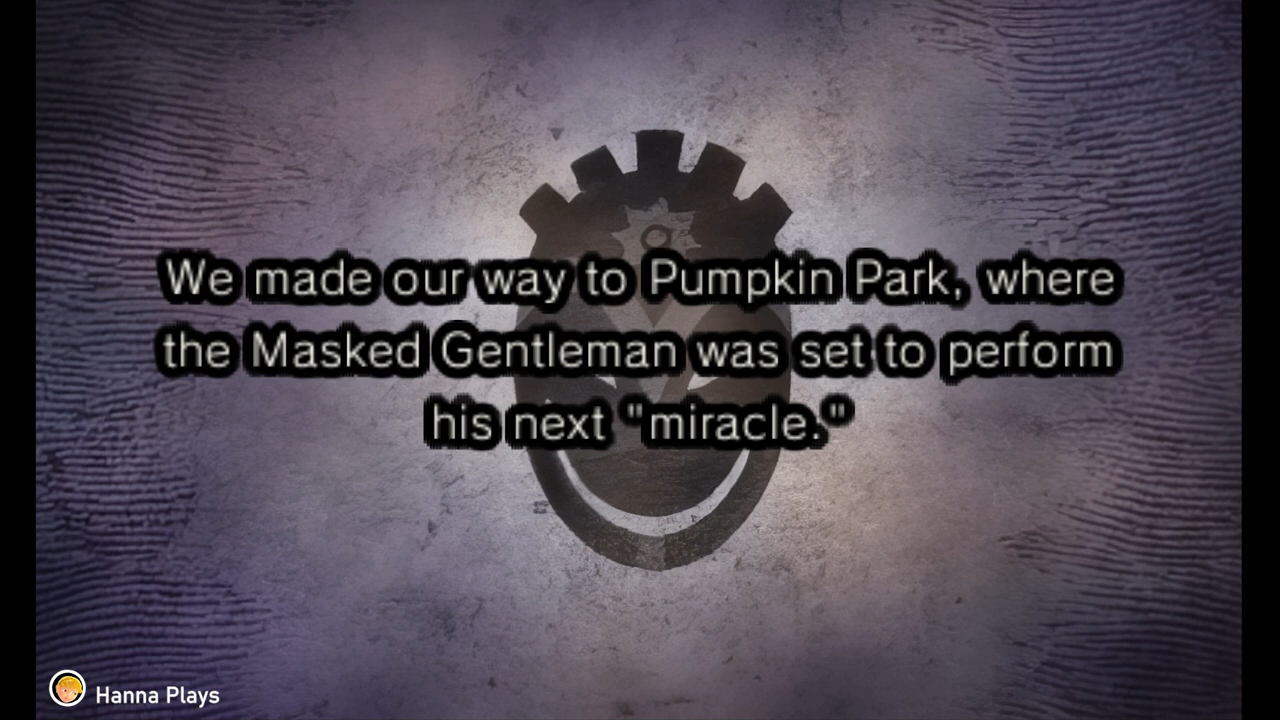 We made our way to Pumpkin Park, where
the Masked Gentleman was set to perform
his next "miracle."
Hanna Plays